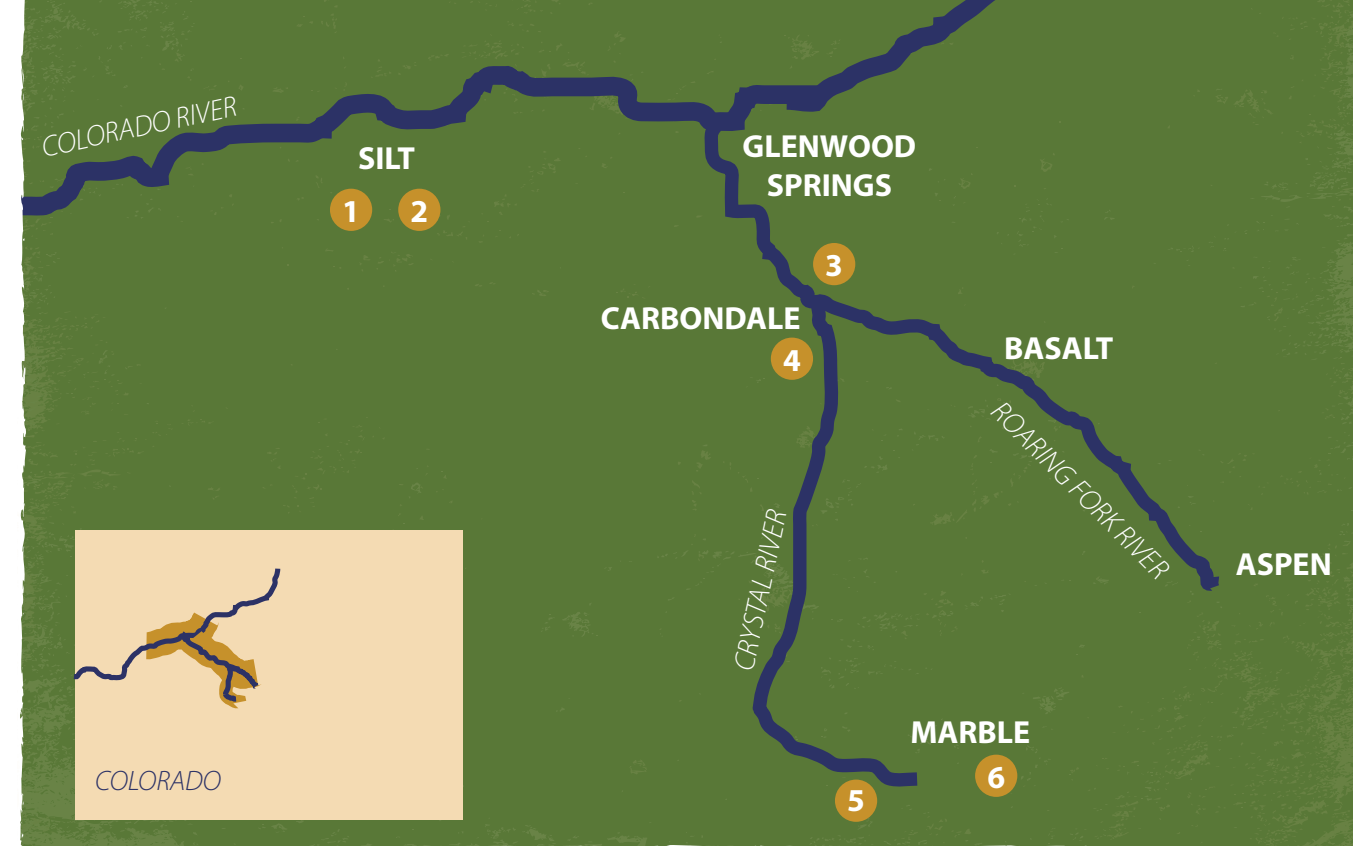 COLORADO RIVER
SILT
1
2
GLENWOOD
SPRINGS
3
CARBONDALE
4
BASALT
ROARING FORK RIVER
CRYSTAL RIVER
ASPEN
MARBLE
6
5
COLORADO